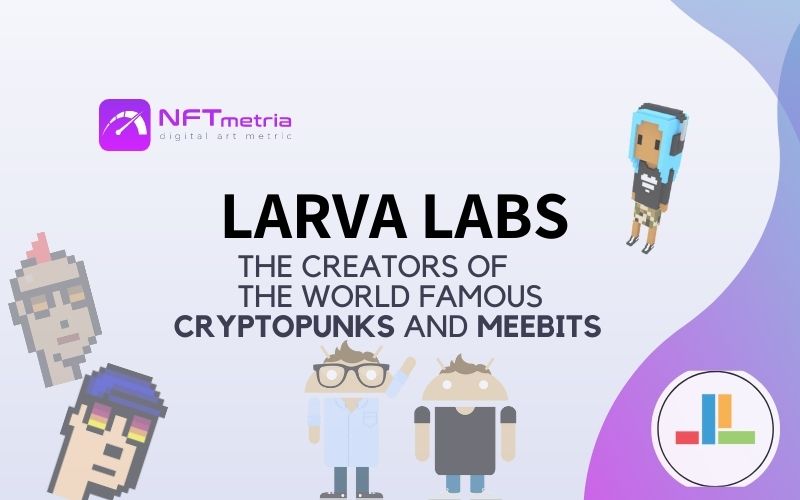 NFTmetria
digital art metric
LARVA LABS
THE CREATORS OF
THE WORLD FAMOUS
CRYPTOPUNKS AND MEEBITS